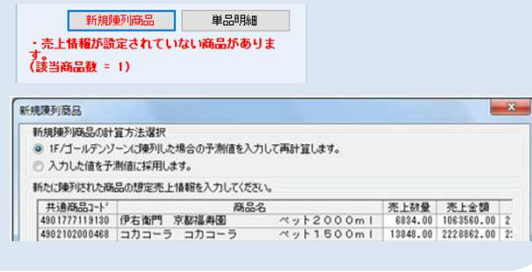 新規陳列商品 単品明細
・売上情報が設定されていない商品がありま
す。
(該当商品数 = 1)
新規陳列商品
新規陳列商品の計算方法選択
1F/ゴールデンゾーンに陳列した場合の予測値を入力して再計算します。
入力した値を予測値に採用します。
新たに陳列された商品の想定売上情報を入力してください。
共通商品コード 商品名 売上数量 売上金額
4901777119130 伊右衛門 京都福寿園 ペット2000ml 6834.00 1063560.00 2
4902102000468 コカコーラ コカコーラ ペット1500ml 13848.00 2228862.00 2